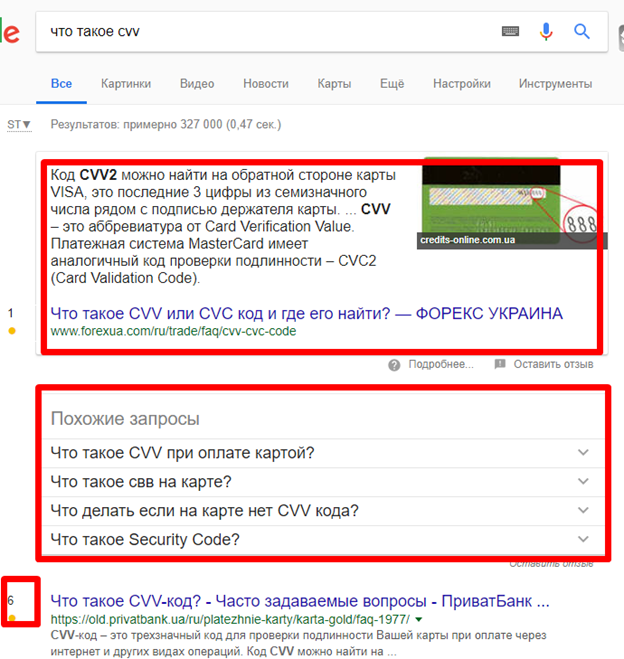 le
что такое cvv
Все Картинки Видео Новости Карты Ещё Настройки Инструменты
ST▼ Результатов: примерно 327 000 (0,47 сек.)
Код CVV2 можно найти на обратной стороне карты
VISA, это последние 3 цифры из семизначного
числа рядом с подписью держателя карты. ... CVV
– это аббревиатура от Card Verification Value.
Платежная система MasterCard имеет
аналогичный код проверки подлинности – CVC2
(Card Validation Code).
888
credits-online.com.ua
1 Что такое CVV или CVC код и где его найти? — ФОРЕКС УКРАИНА
www.forexua.com/ru/trade/faq/cvv-cvc-code
Подробнее... Оставить отзыв
Похожие запросы
Что такое CVV при оплате картой?
Что такое свв на карте?
Что делать если на карте нет CVV кода?
Что такое Security Code?
Оставить отзыв
6 Что такое CVV-код? - Часто задаваемые вопросы - ПриватБанк ...
https://old.privatbank.ua/ru/platezhnie-karty/karta-gold/faq-1977/
CVV-код – это трехзначный код для проверки подлинности Вашей карты при оплате через
интернет и других видах операций. Код CVV можно найти на ...